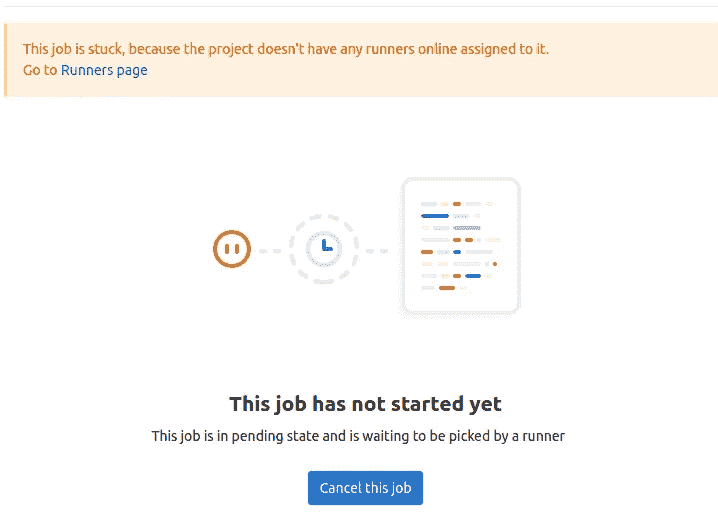 This job is stuck, because the project doesn't have any runners online assigned to it.
Go to Runners page
This job has not started yet
This job is in pending state and is waiting to be picked by a runner
Cancel this job